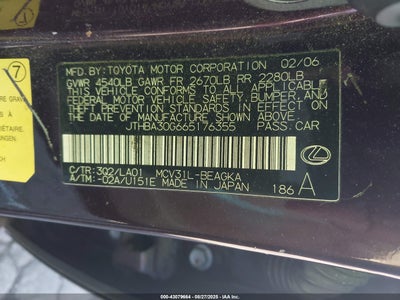 7
MFD. BY: TOYOTA MOTOR CORPORATION 02/06
GVWR 4540LB GAWR FR 2670LB RR 2280LB
THIS VEHICLE CONFORMS TO ALL APPLICABLE
FEDERAL MOTOR VEHICLE SAFETY, BUMPER AND
THEFT PREVENTION STANDARDS IN EFFECT ON
THE DATE OF MANUFACTURE SHOWN ABOVE.
JTHBA30G665176355 PASS. CAR
C/TR: 3Q2/LA01 MCV31L-BEAGKA
A/TM: -02A/U151E MADE IN JAPAN
186 A
000-43079664 - 08/27/2025 - IAAI